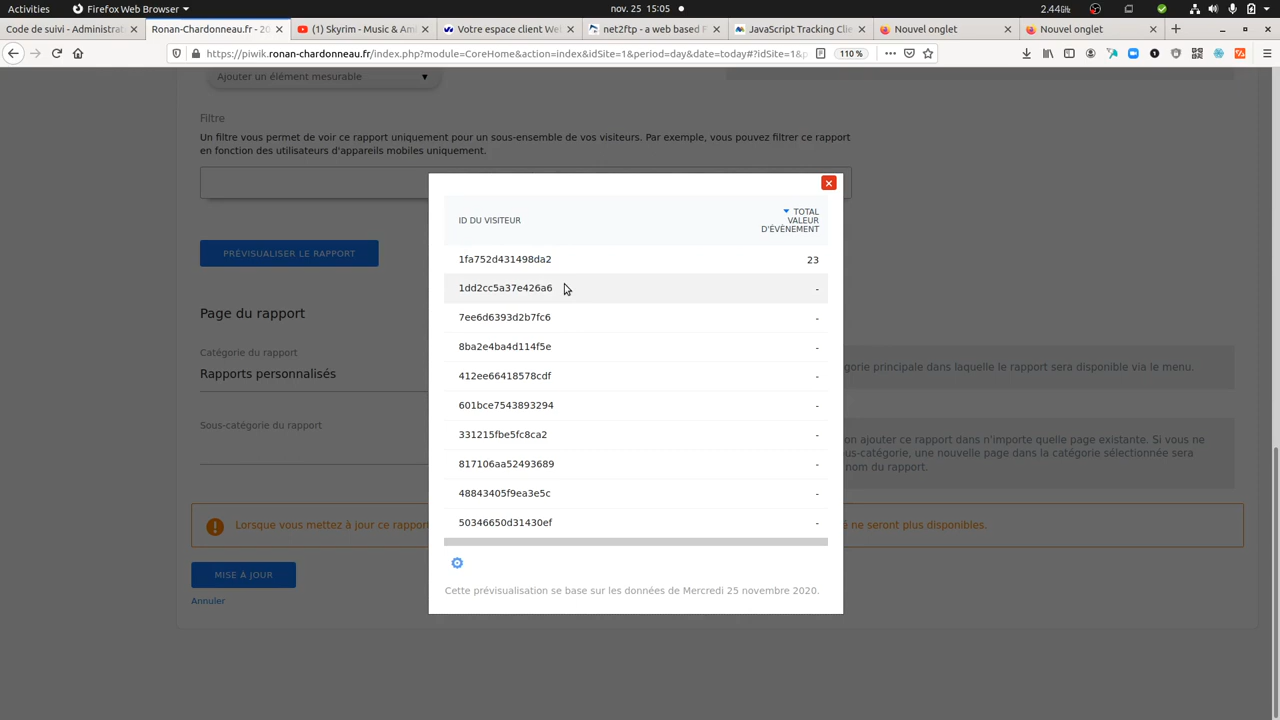 Activities
Firefox Web Browser
nov. 25 15:05
Code de suivi - Administra
Ronan-Chardonneau.fr - 20
(1) Skyrim - Music & Am
Votre espace client We
net2ftp - a web based F
JavaScript Tracking Clie
Nouvel onglet
Nouvel onglet
https://piwik.ronan-chardonneau.fr/index.php?module=CoreHome&action=index&idSite=1&period=day&date=today#?idSite=1&p
110 %
Ajouter un élément mesurable
Filtre
Un filtre vous permet de voir ce rapport uniquement pour un sous-ensemble de vos visiteurs. Par exemple, vous pouvez filtrer ce rapport
en fonction des utilisateurs d'appareils mobiles uniquement.
PRÉVISUALISER LE RAPPORT
ID DU VISITEUR
TOTAL
VALEUR
D'ÉVÈNEMENT
1fa752d431498da2 23
1dd2cc5a37e426a6 -
7ee6d6393d2b7fc6 -
8ba2e4ba4d114f5e -
412ee66418578cdf -
601bce7543893294 -
331215fbe5fc8ca2 -
817106aa52493689 -
48843405f9ea3e5c -
50346650d31430ef -
Cette prévisualisation se base sur les données de Mercredi 25 novembre 2020.
Page du rapport
Catégorie du rapport
Rapports personnalisés
gorie principale dans laquelle le rapport sera disponible via le menu.
Sous-catégorie du rapport
on ajouter ce rapport dans n'importe quelle page existante. Si vous ne
us-catégorie, une nouvelle page dans la catégorie sélectionnée sera
nom du rapport.
Lorsque vous mettez à jour ce rapport
é ne seront plus disponibles.
MISE À JOUR
Annuler